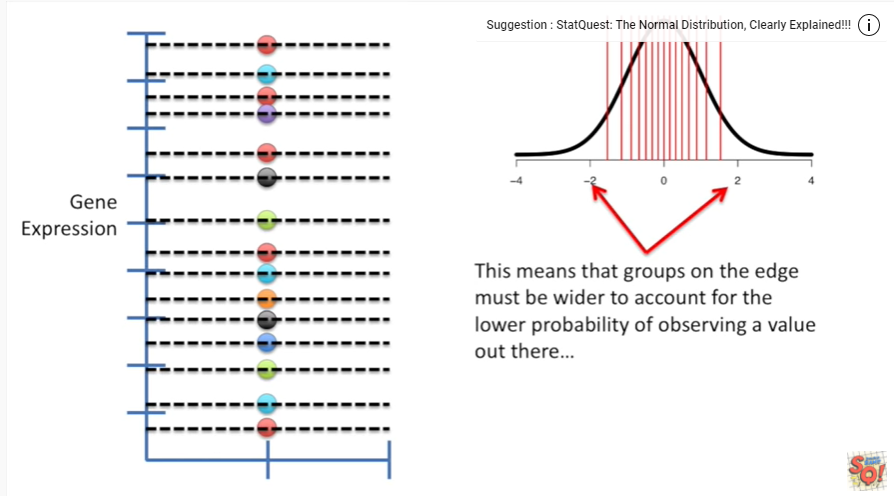 Suggestion : StatQuest: The Normal Distribution, Clearly Explained!!!
Gene
Expression
-4
-2
0
2
4
This means that groups on the edge
must be wider to account for the
lower probability of observing a value
out there...
SQ!